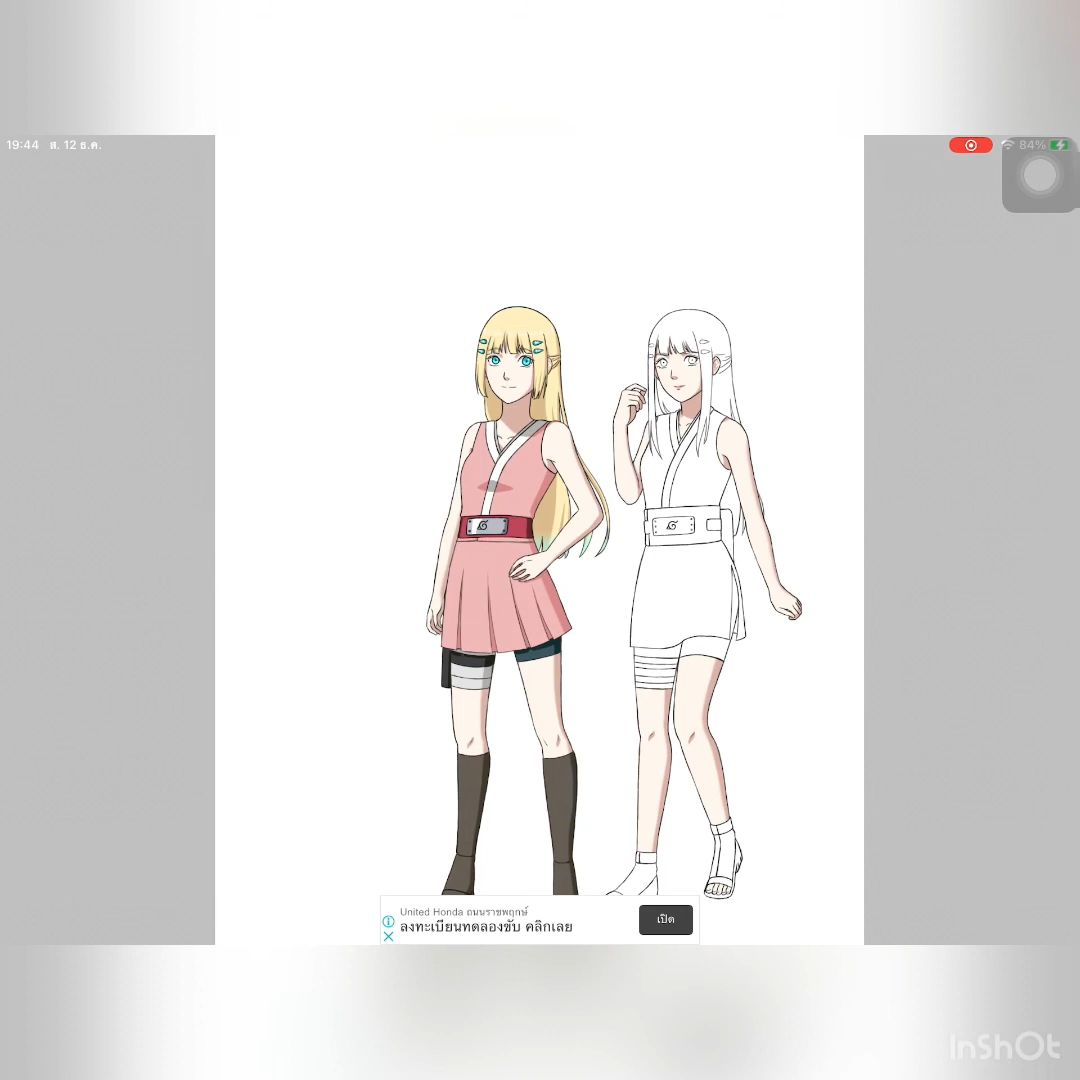 19:44 ส. 12 ธ.ค.
84%
United Honda ถนนราชพฤกษ์
ลงทะเบียนทดลองขับ คลิกเลย
เปิด
InShOt